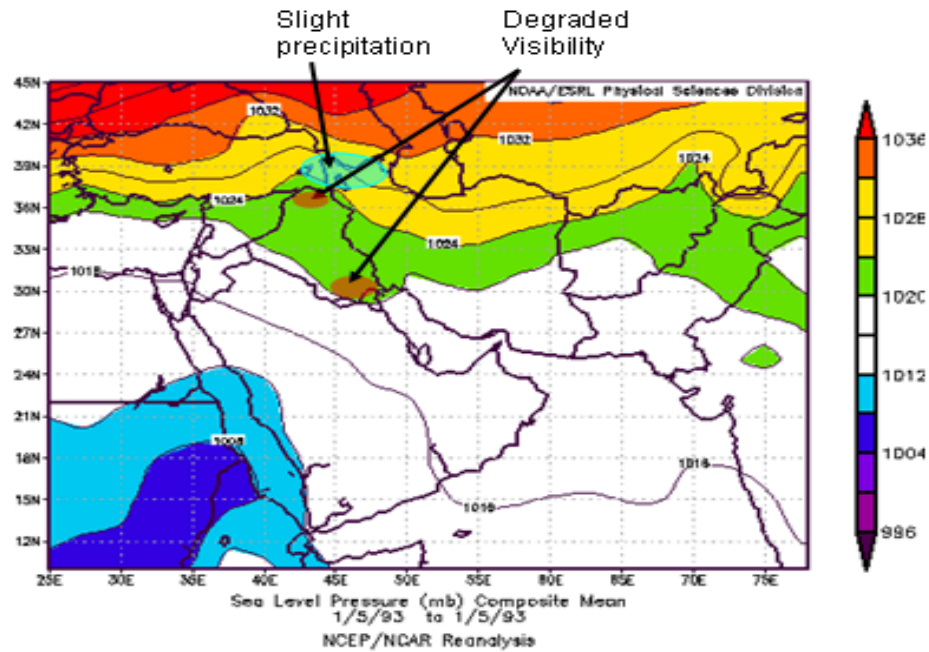 Slight
precipitation
Degraded
Visibility
NOAA/ESRL Physical Sciences Division
45N
42N
39N
36N
33N
30N
27N
24N
21N
18N
15N
12N
1032
1032
1024
1024
1024
1016
1008
1016
1016
1036
1028
1020
1012
1004
996
25E 30E 35E 40E 45E 50E 55E 60E 65E 70E 75E
Sea Level Pressure (mb) Composite Mean
1/5/93 to 1/5/93
NCEP/NCAR Reanalysis